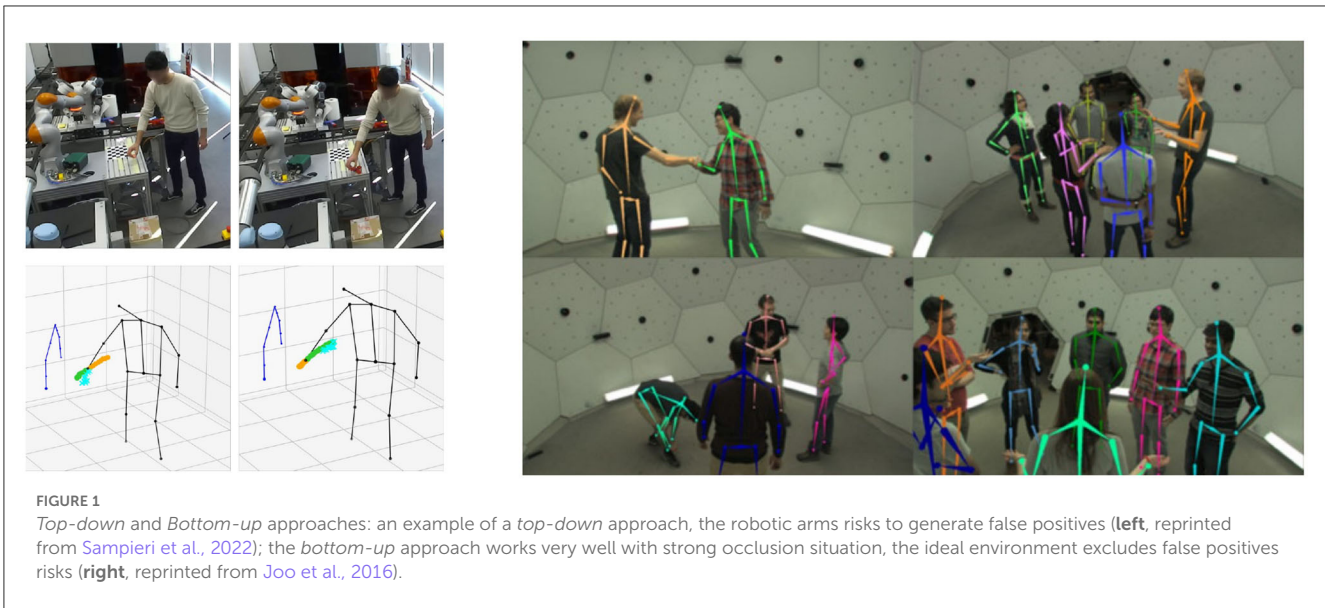 FIGURE 1
Top-down and Bottom-up approaches: an example of a top-down approach, the robotic arms risks to generate false positives (left, reprinted
from Sampieri et al., 2022); the bottom-up approach works very well with strong occlusion situation, the ideal environment excludes false positives
risks (right, reprinted from Joo et al., 2016).